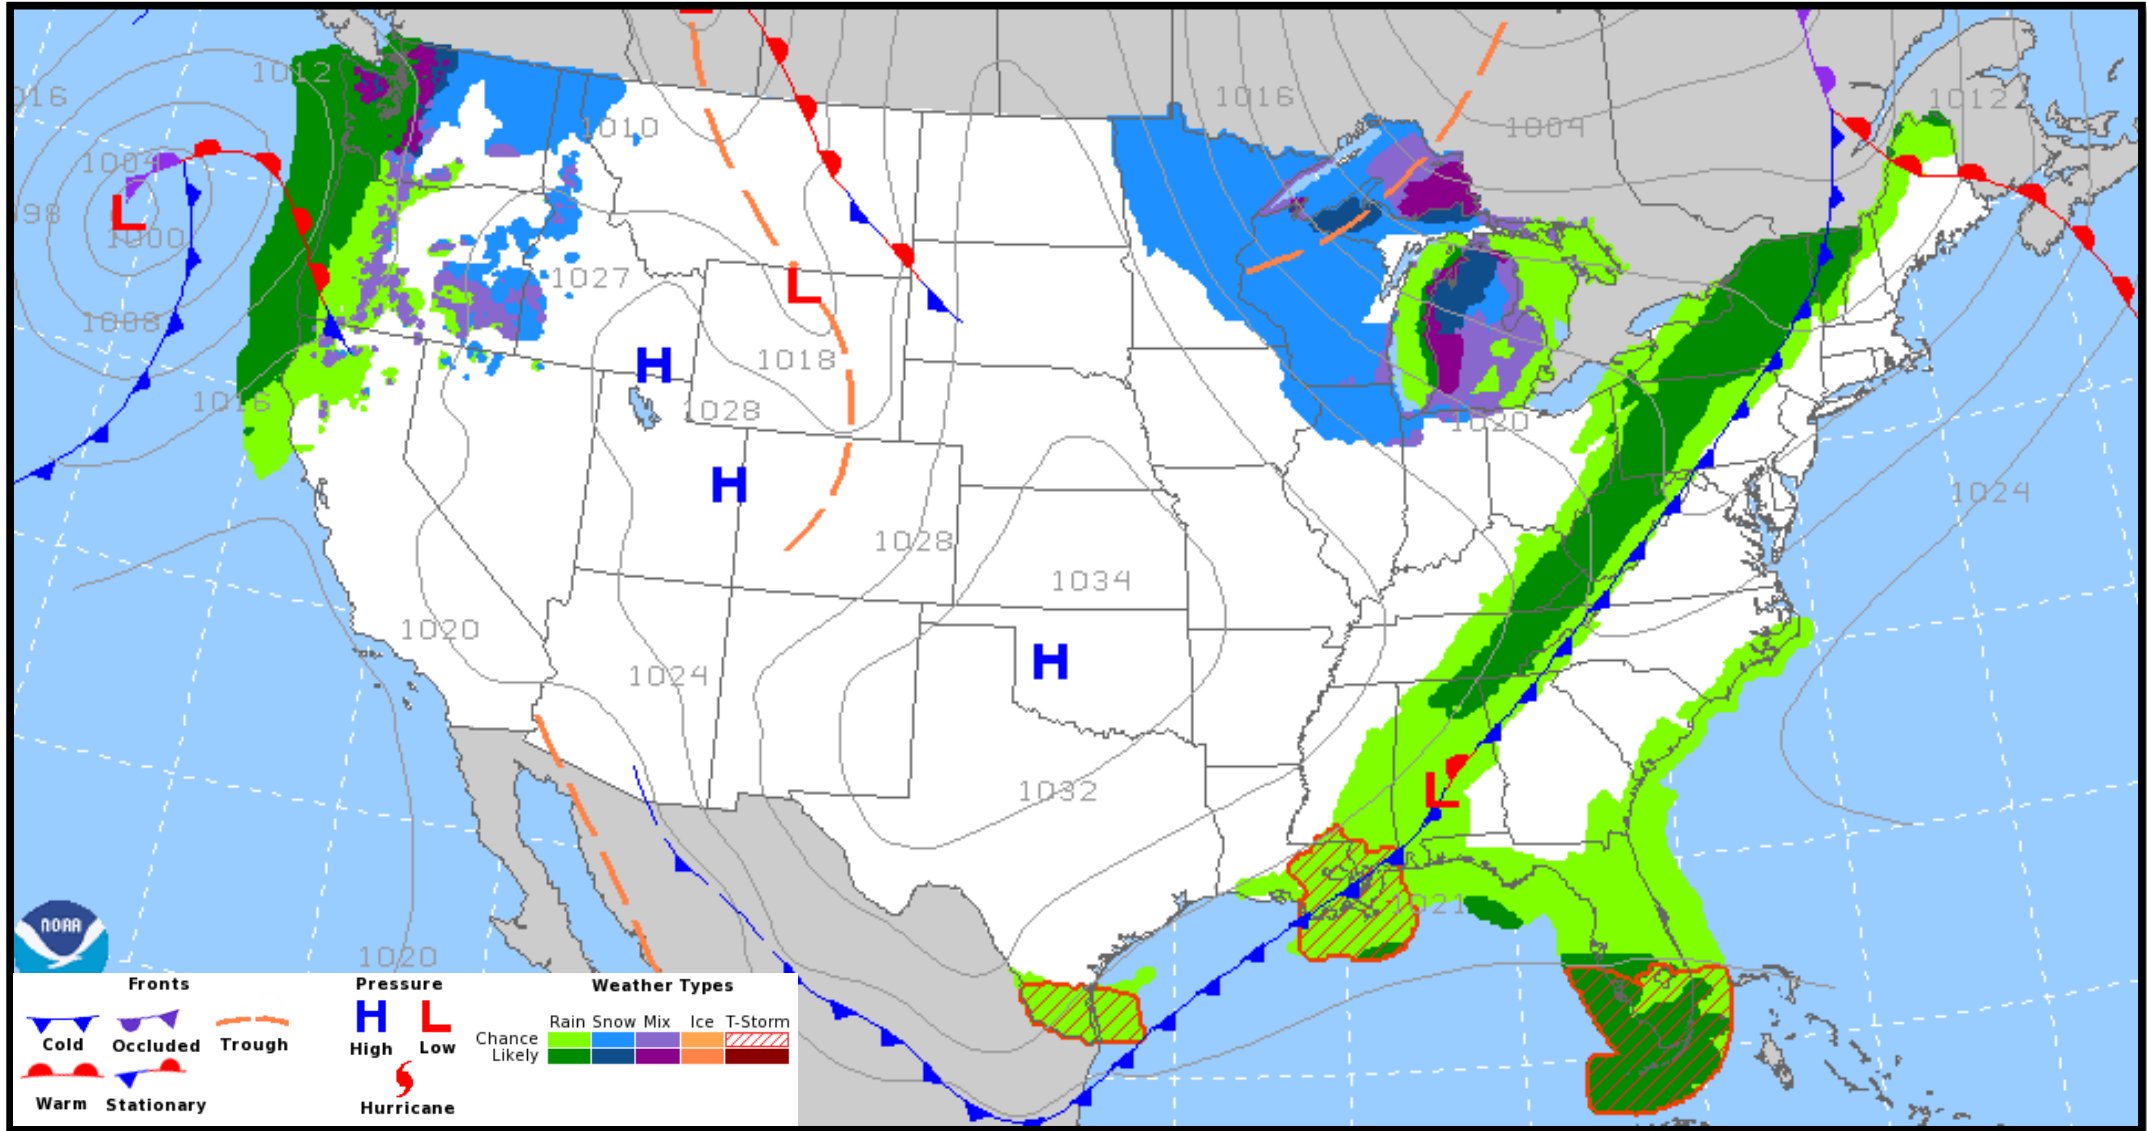 L
1012
1016
1010
1016
1004
1012
1004
L
998
1000
1027
L
1008
H
1018
1016
1028
1020
H
1024
1028
1034
1020
H
1024
1032
L
1021
1020
NOAA
Fronts
Pressure
Weather Types
H
L
Rain Snow Mix Ice T-Storm
Cold
Occluded
Trough
High
Low
Chance
Likely
Warm
Stationary
Hurricane